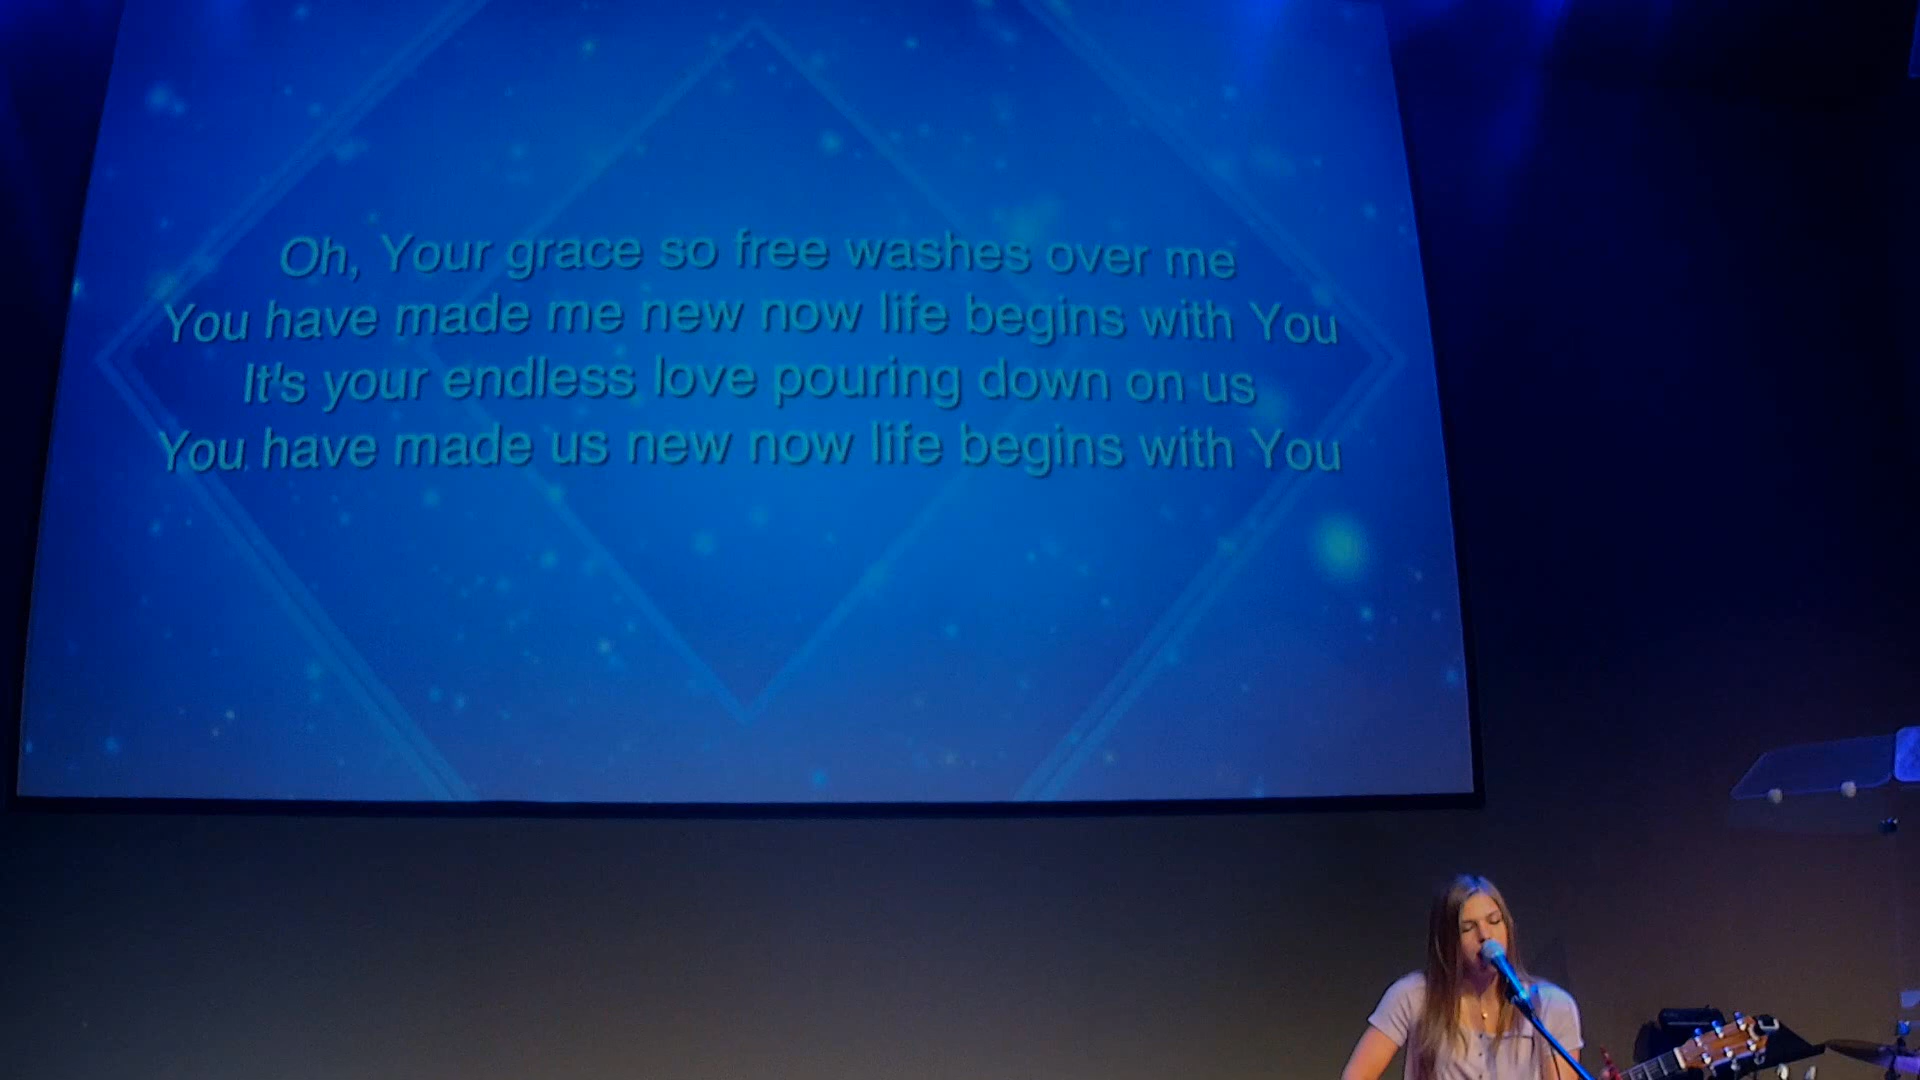 Oh, Your grace so free washes over me
You have made me new now life begins with You
It's your endless love pouring down on us
You have made us new now life begins with You